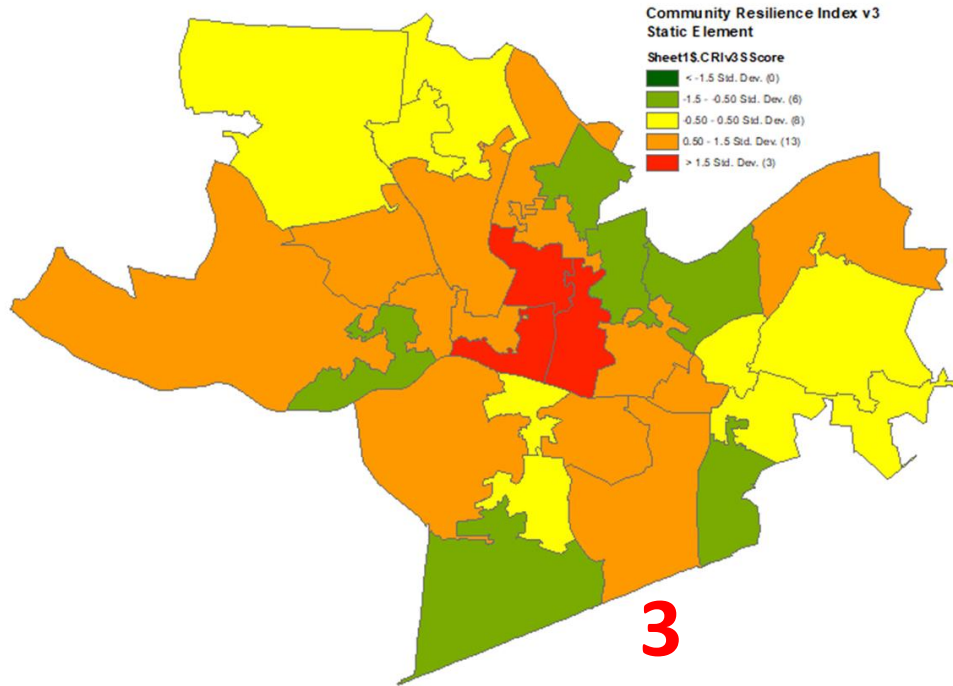 Community Resilience Index v3
Static Element
Sheet1$.CRIv3SScore
< -1.5 Std. Dev. (0)
-1.5 - -0.50 Std. Dev. (6)
-0.50 - 0.50 Std. Dev. (8)
0.50 - 1.5 Std. Dev. (13)
> 1.5 Std. Dev. (3)
3